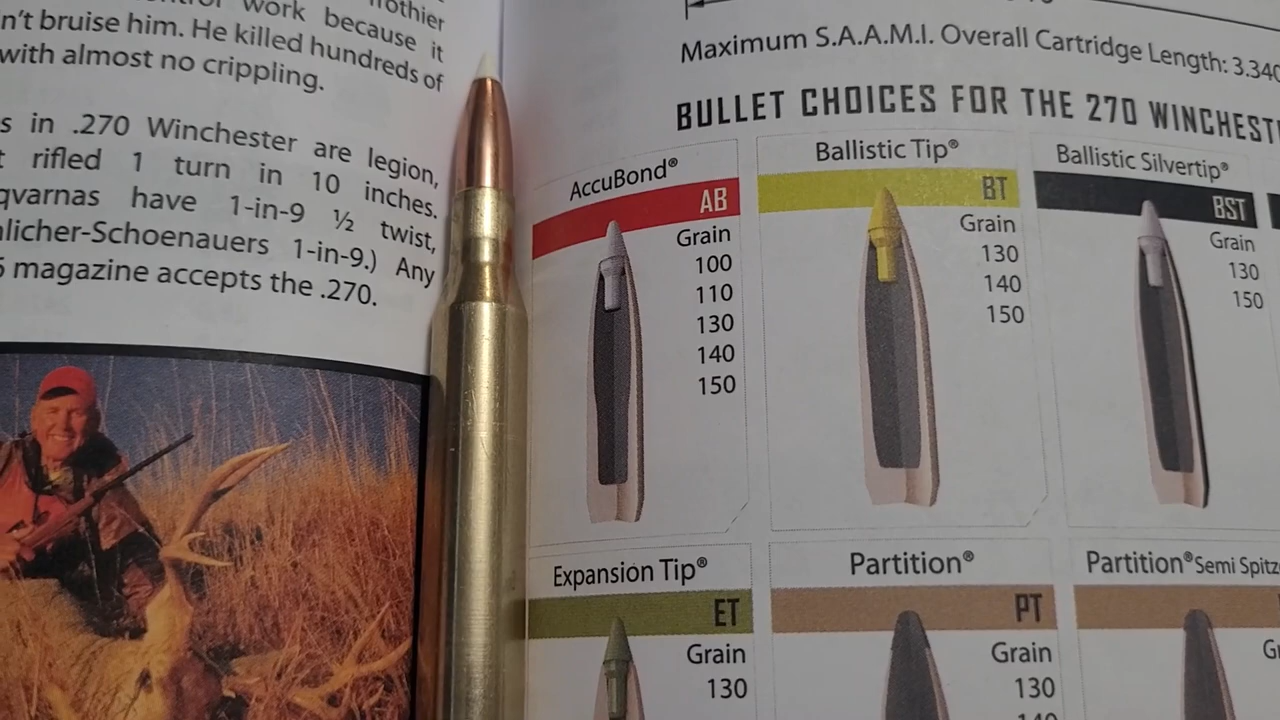 work because it
n't bruise him. He killed hundreds of
with almost no crippling.
s in .270 Winchester are legion,
rifled 1 turn in 10 inches.
qvarnas have 1-in-9 ½ twist,
licher-Schoenauers 1-in-9.) Any
magazine accepts the .270.
Maximum S.A.A.M.I. Overall Cartridge Length: 3.340
BULLET CHOICES FOR THE 270 WINCHEST
AccuBond®
AB
Grain
100
110
130
140
150
Ballistic Tip®
BT
Grain
130
140
150
Ballistic Silvertip®
BST
Grain
130
150
Expansion Tip®
ET
Grain
130
Partition®
PT
Grain
130
140
Partition® Semi Spitz